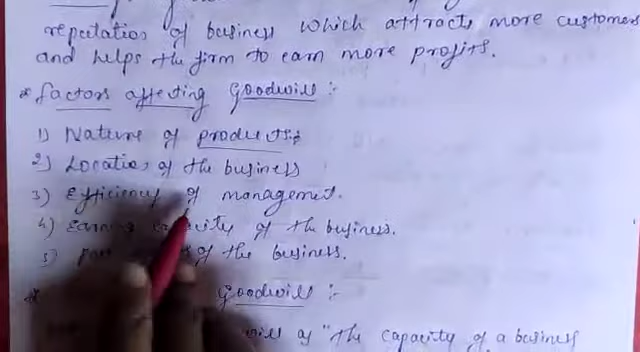 reputation of business which attracts more customers
and helps the firm to earn more profits.
* Factors affecting Goodwill :-
1) Nature of products:
2) Location of the business
3) Efficiency of management.
4) Earning capacity of the business.
5) of the business.
* Goodwill :-
of "The capacity of a business